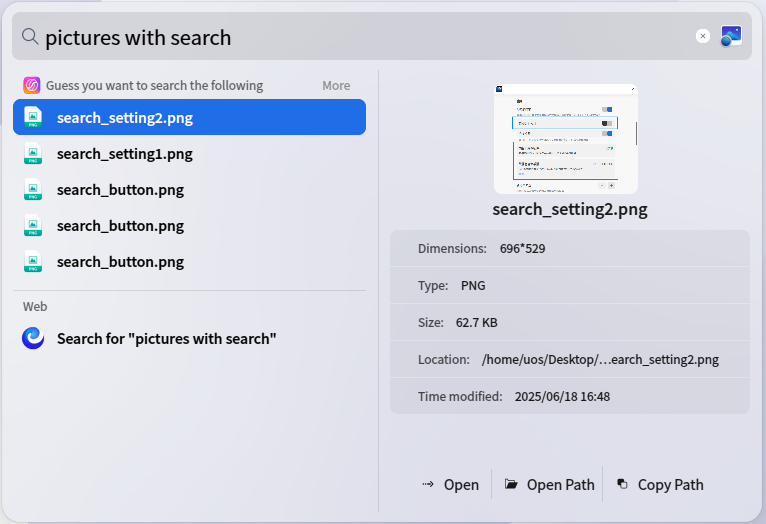 pictures with search
Guess you want to search the following
More
search_setting2.png
search_setting1.png
search_button.png
search_button.png
search_button.png
Web
Search for "pictures with search"
search_setting2.png
Dimensions: 696*529
Type: PNG
Size: 62.7 KB
Location: /home/uos/Desktop/…earch_setting2.png
Time modified: 2025/06/18 16:48
Open
Open Path
Copy Path